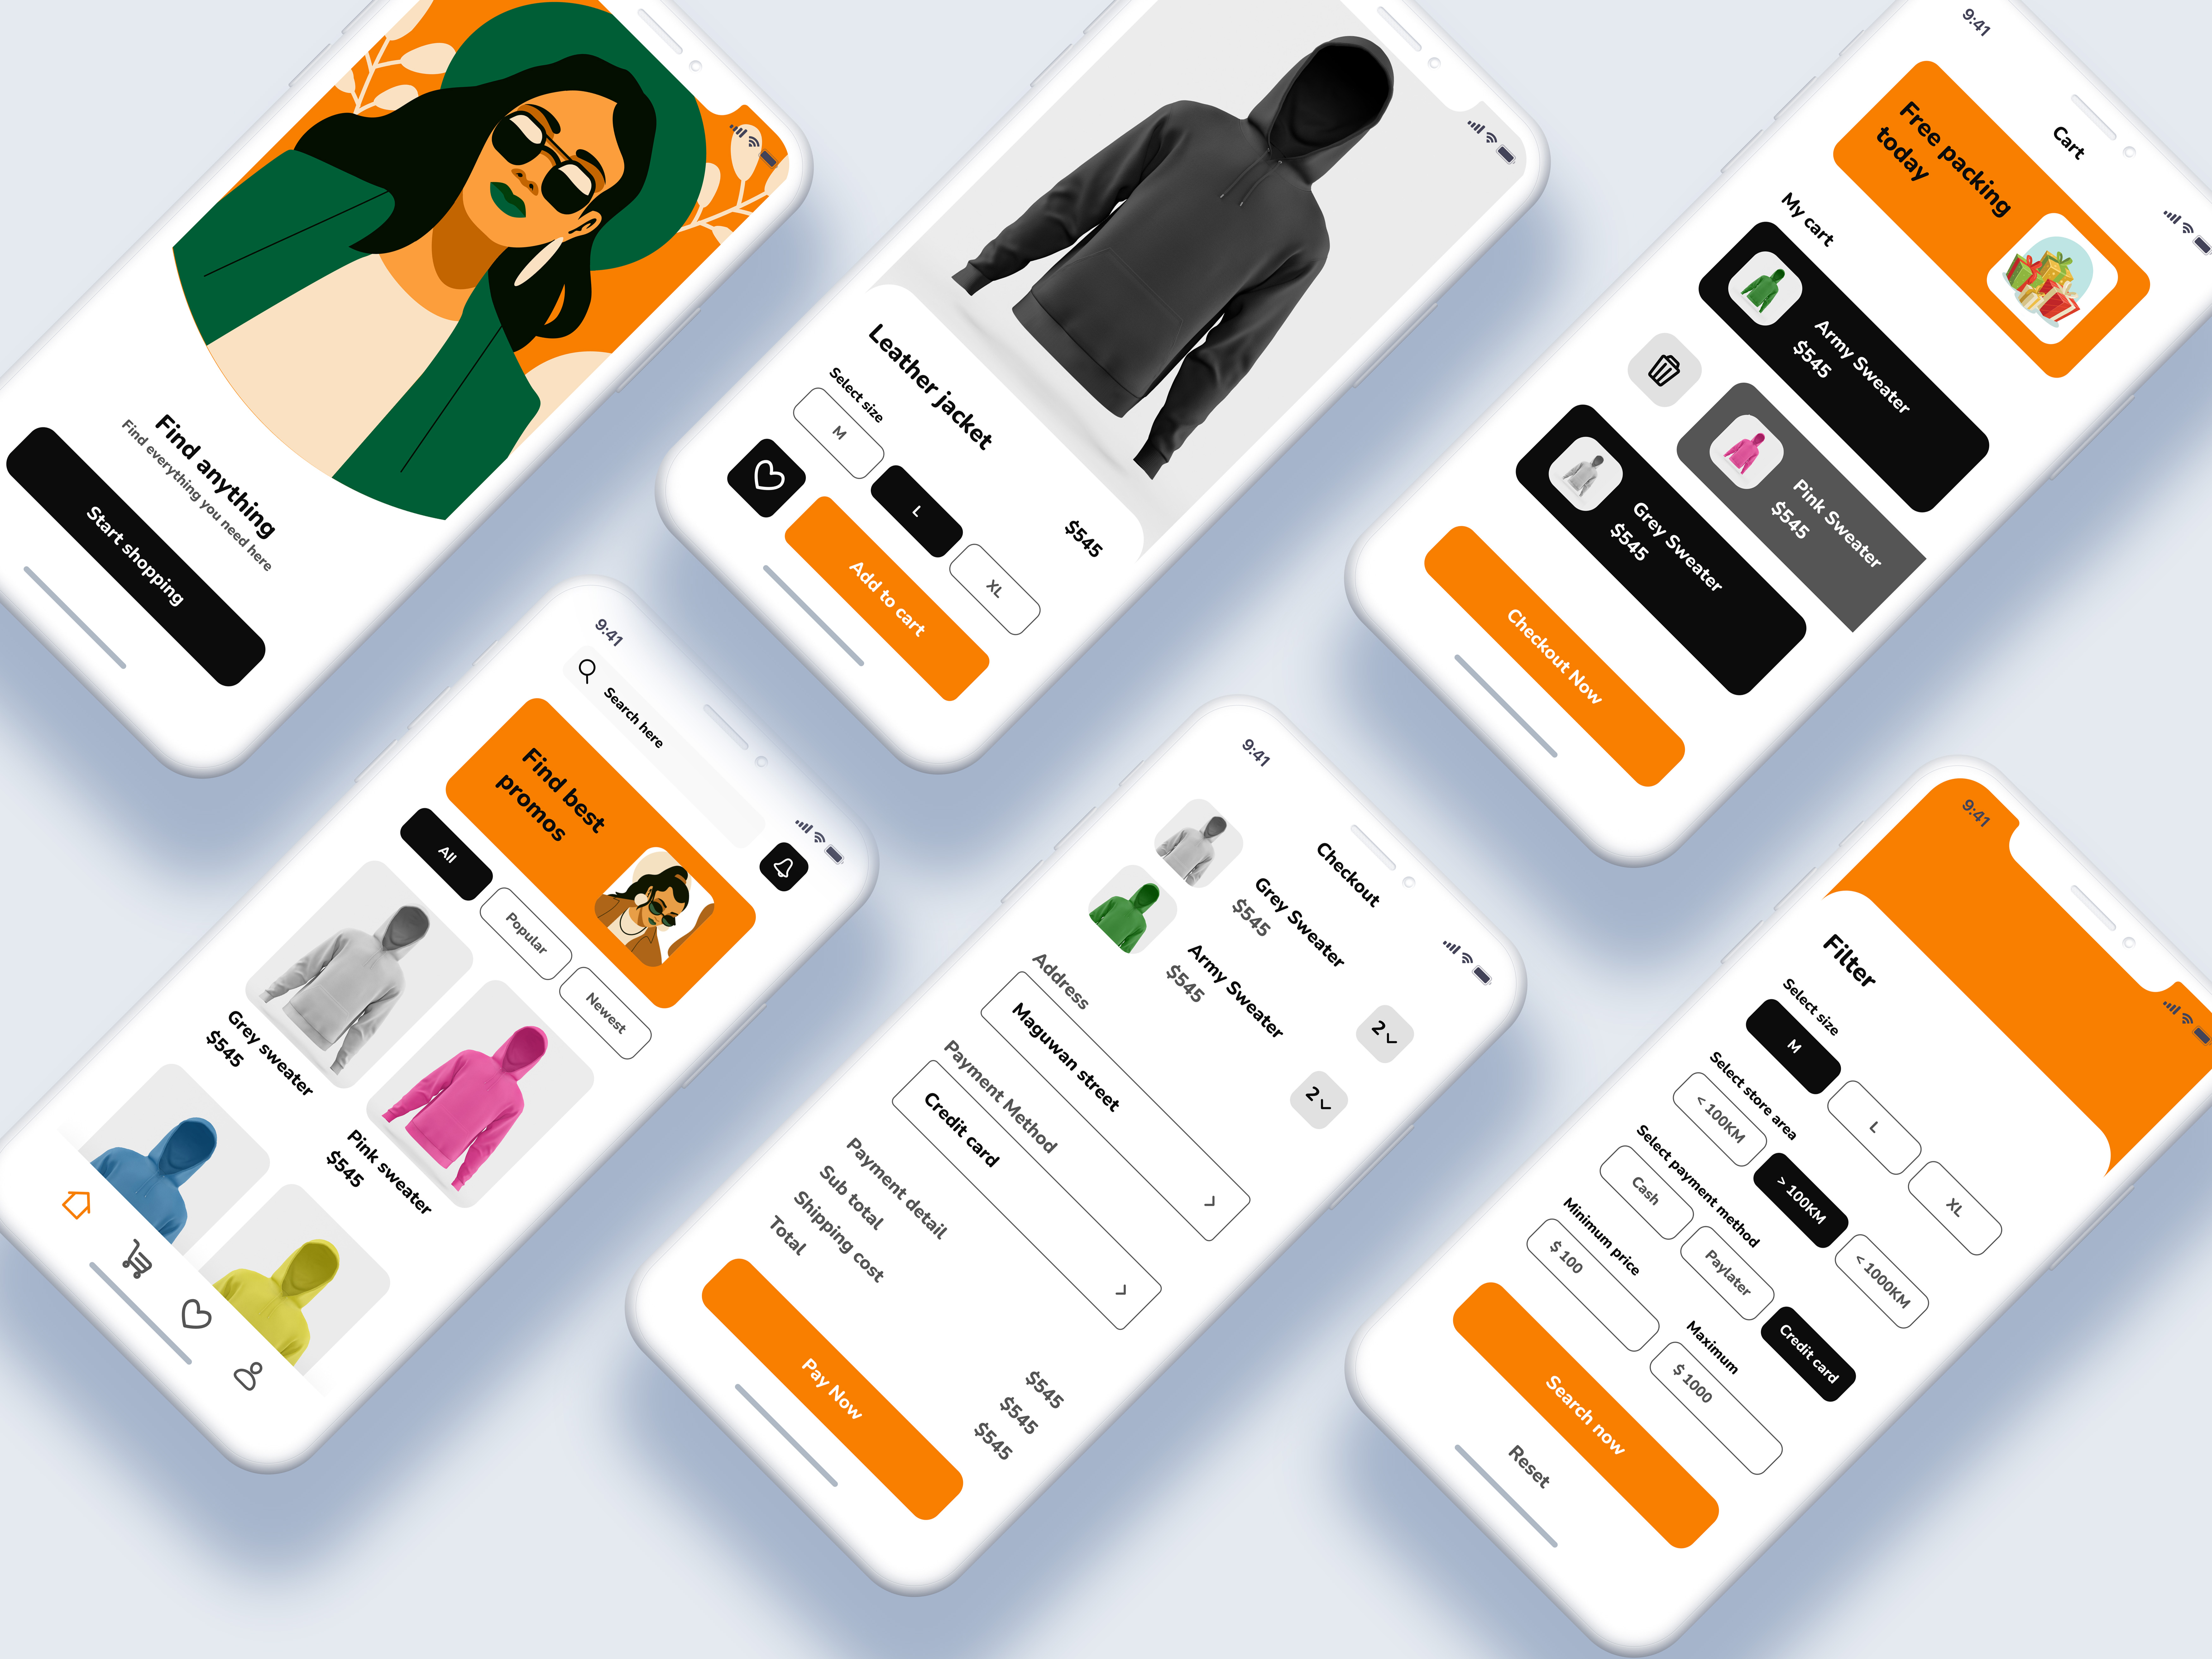 Find anything
Find everything you need here
Start shopping
Leather jacket
$545
Select size
M
L
XL
Add to cart
9:41
Cart
Free packing
today
My cart
Army Sweater
$545
Pink Sweater
$545
Grey Sweater
$545
Checkout Now
9:41
Search here
Find best
promos
All
Popular
Newest
Grey sweater
$545
Pink sweater
$545
9:41
Checkout
Grey Sweater
$545
2
Army Sweater
$545
2
Address
Maguwan street
Payment Method
Credit card
Payment detail
Sub total
$545
Shipping cost
$545
Total
$545
Pay Now
9:41
Filter
Select size
M
L
XL
Select store area
< 100KM
> 100KM
< 1000KM
Select payment method
Cash
Paylater
Credit card
Minimum price
Maximum
$ 100
$ 1000
Search now
Reset